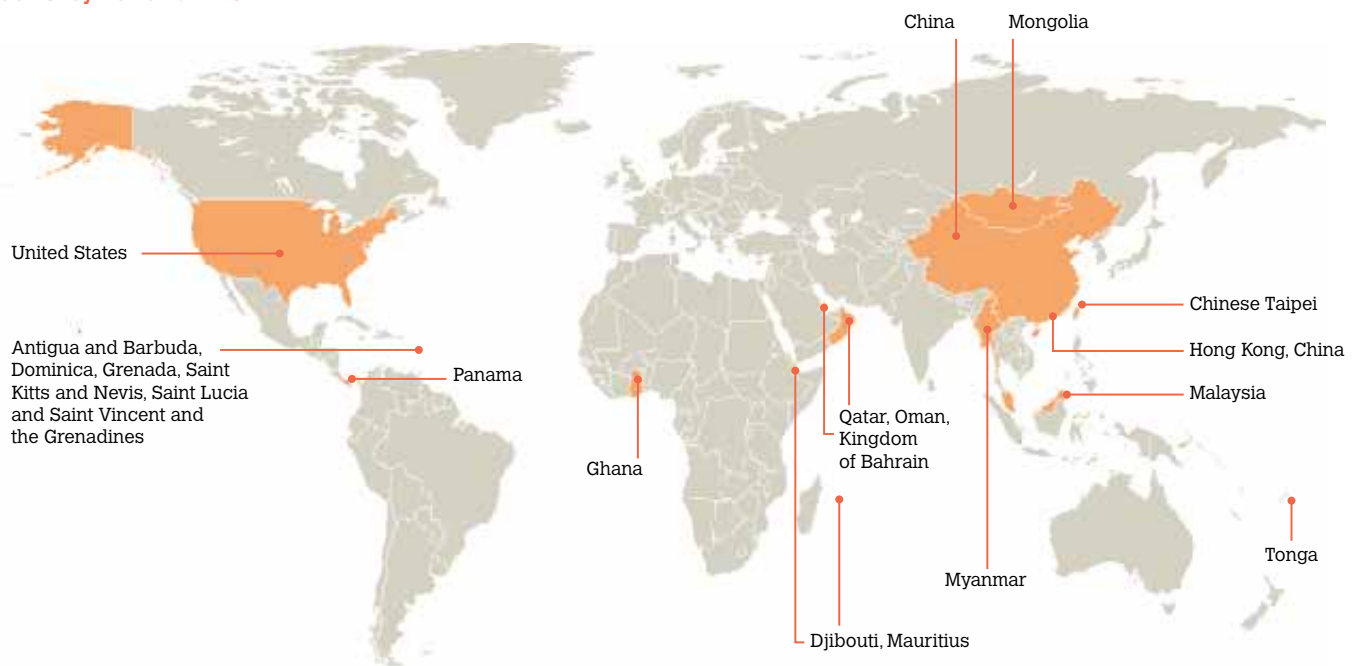 China
Mongolia
United States
Chinese Taipei
Antigua and Barbuda,
Dominica, Grenada, Saint
Kitts and Nevis, Saint Lucia
and Saint Vincent and
the Grenadines
Panama
Hong Kong, China
Malaysia
Qatar, Oman,
Kingdom
of Bahrain
Ghana
Myanmar
Tonga
Djibouti, Mauritius